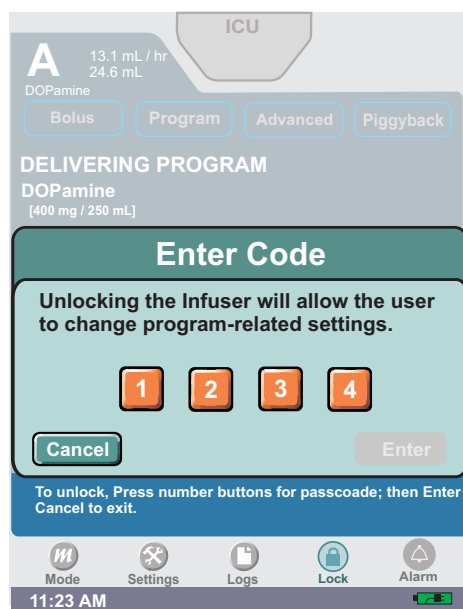 ICU
A
13.1 mL / hr
24.6 mL
DOPamine
Bolus Program Advanced Piggyback
DELIVERING PROGRAM
DOPamine
[400 mg / 250 mL]
Enter Code
Unlocking the Infuser will allow the user
to change program-related settings.
1 2 3 4
Cancel Enter
To unlock, Press number buttons for passcoade; then Enter
Cancel to exit.
m
Mode Settings Logs Lock Alarm
11:23 AM